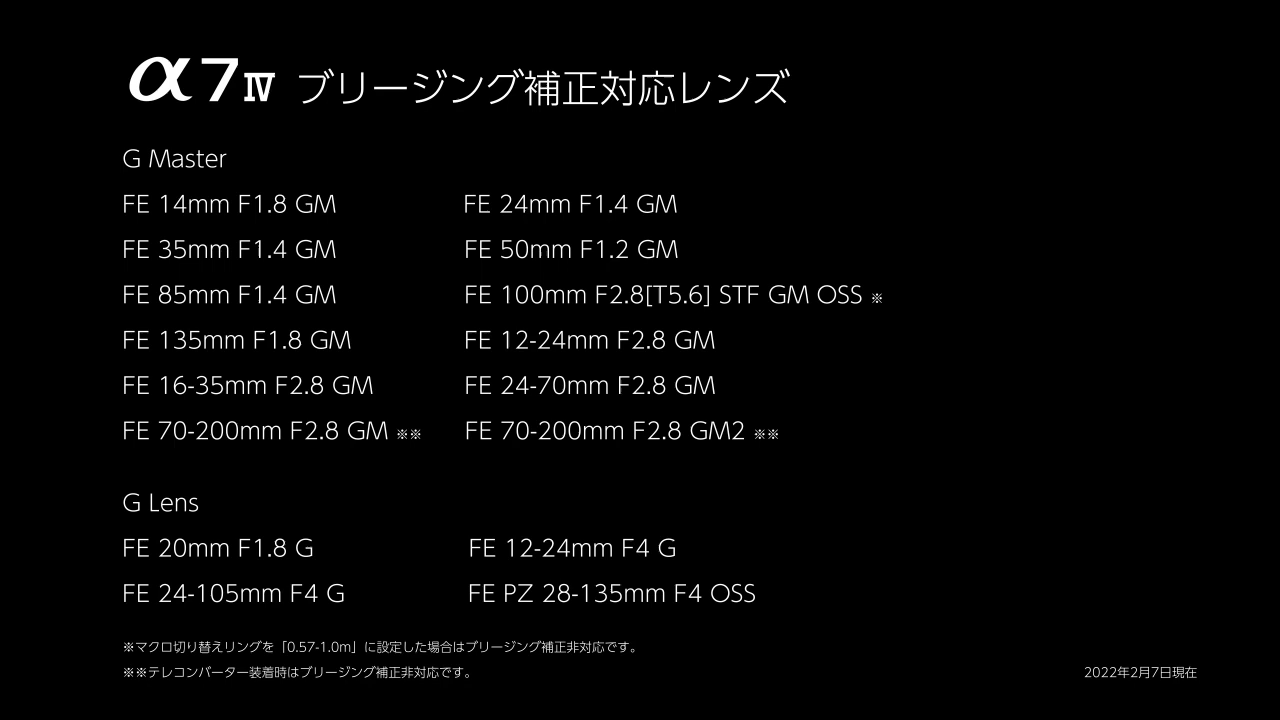 α7Ⅳ ブリージング補正対応レンズ
G Master
FE 14mm F1.8 GM FE 24mm F1.4 GM
FE 35mm F1.4 GM FE 50mm F1.2 GM
FE 85mm F1.4 GM FE 100mm F2.8[T5.6] STF GM OSS ※
FE 135mm F1.8 GM FE 12-24mm F2.8 GM
FE 16-35mm F2.8 GM FE 24-70mm F2.8 GM
FE 70-200mm F2.8 GM ※※ FE 70-200mm F2.8 GM2 ※※
G Lens
FE 20mm F1.8 G FE 12-24mm F4 G
FE 24-105mm F4 G FE PZ 28-135mm F4 OSS
※マクロ切り替えリングを「0.57-1.0m」に設定した場合はブリージング補正非対応です。
※※テレコンバーター装着時はブリージング補正非対応です。 2022年2月7日現在